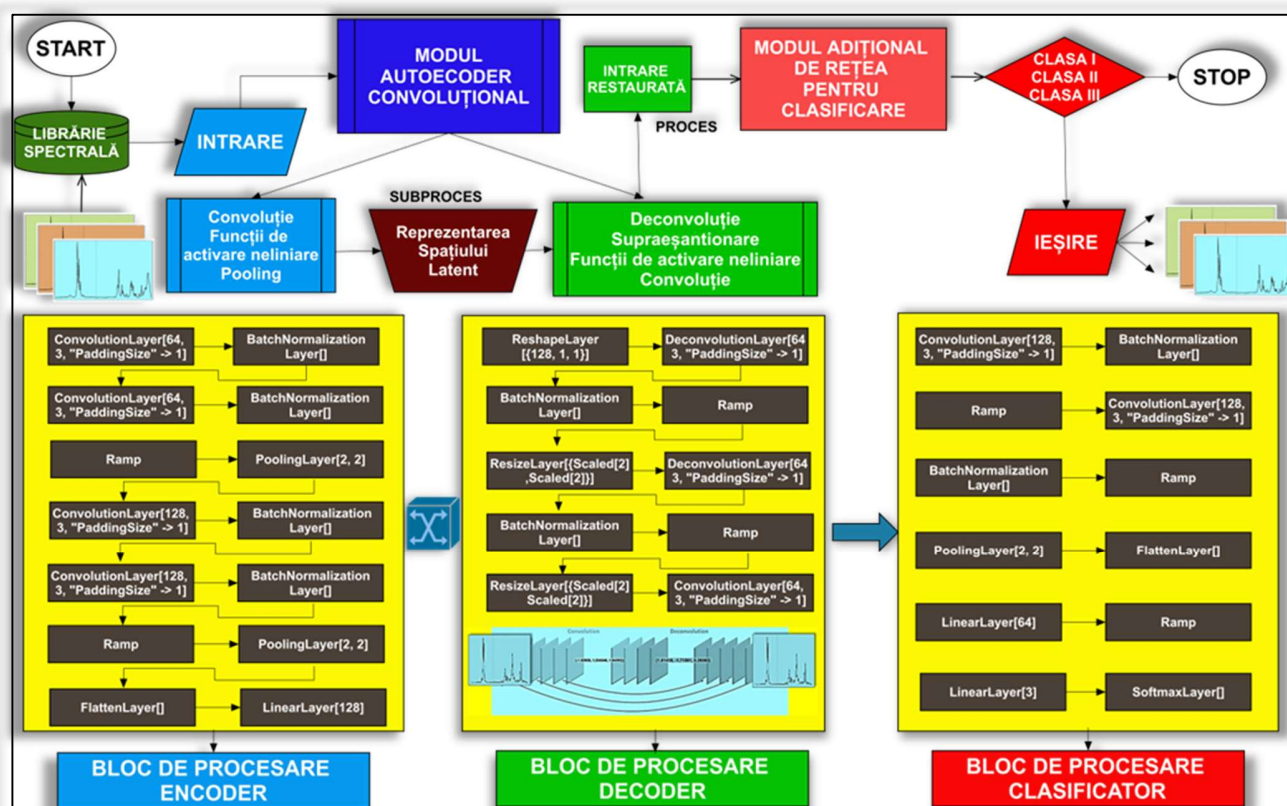 START
LIBRĂRIE
SPECTRALĂ
INTRARE
MODUL
AUTOECODER
CONVOLUȚIONAL
INTRARE
RESTAURATĂ
PROCES
MODUL ADIȚIONAL
DE REȚEA
PENTRU
CLASIFICARE
CLASA I
CLASA II
CLASA III
STOP
Convoluție
Funcții de
activare neliniare
Pooling
SUBPROCES
Reprezentarea
Spațiului
Latent
Deconvoluție
Supraeșantionare
Funcții de activare neliniare
Convoluție
IEȘIRE
ConvolutionLayer[64,
3, "PaddingSize" -> 1]
BatchNormalization
Layer[]
ConvolutionLayer[64,
3, "PaddingSize" -> 1]
BatchNormalization
Layer[]
Ramp
PoolingLayer[2, 2]
ConvolutionLayer[128,
3, "PaddingSize" -> 1]
BatchNormalization
Layer[]
ConvolutionLayer[128,
3, "PaddingSize" -> 1]
BatchNormalization
Layer[]
Ramp
PoolingLayer[2, 2]
FlattenLayer[]
LinearLayer[128]
BLOC DE PROCESARE
ENCODER
ReshapeLayer
[{128, 1, 1}]
DeconvolutionLayer[64
3, "PaddingSize" -> 1]
BatchNormalization
Layer[]
Ramp
ResizeLayer[{Scaled[2]
,Scaled[2]}]
DeconvolutionLayer[64
3, "PaddingSize" -> 1]
BatchNormalization
Layer[]
Ramp
ResizeLayer[{Scaled[2]
Scaled[2]}]
ConvolutionLayer[64,
3, "PaddingSize" -> 1]
Convolution
Deconvolution
BLOC DE PROCESARE
DECODER
ConvolutionLayer[128,
3, "PaddingSize" -> 1]
BatchNormalization
Layer[]
Ramp
ConvolutionLayer[128,
3, "PaddingSize" -> 1]
BatchNormalization
Layer[]
Ramp
PoolingLayer[2, 2]
FlattenLayer[]
LinearLayer[64]
Ramp
LinearLayer[3]
SoftmaxLayer[]
BLOC DE PROCESARE
CLASIFICATOR